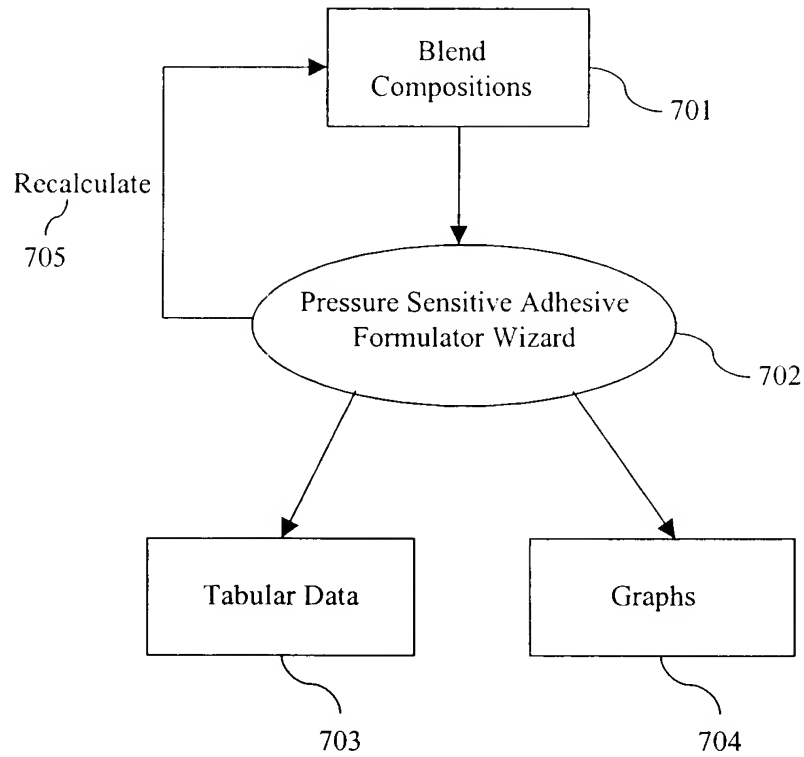 Blend
Compositions
701
Recalculate
705
Pressure Sensitive Adhesive
Formulator Wizard
702
Tabular Data
Graphs
703
704